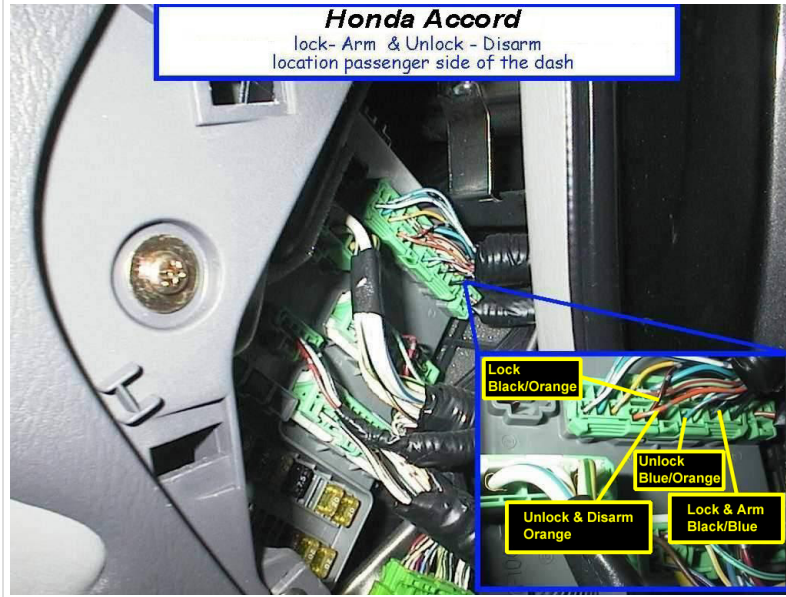 Honda Accord
lock- Arm & Unlock - Disarm
location passenger side of the dash
Lock
Black/Orange
Unlock
Blue/Orange
Unlock & Disarm
Orange
Lock & Arm
Black/Blue